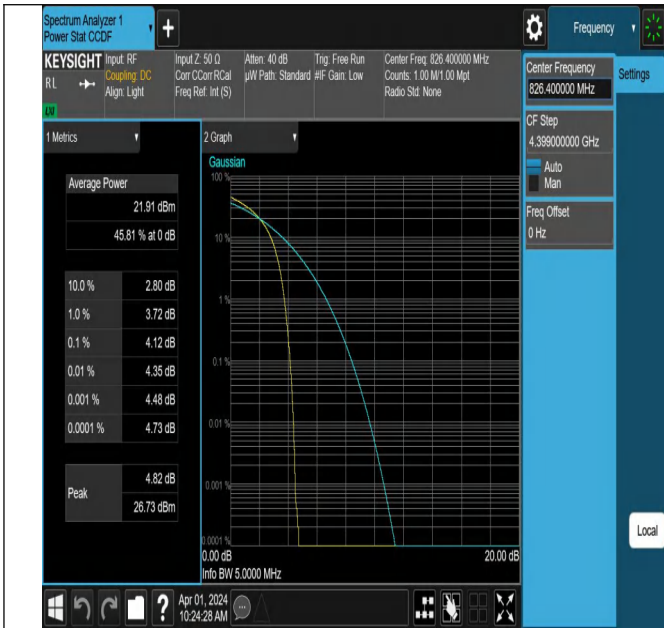 Spectrum Analyzer 1
Power Stat CCDF
Frequency
KEYSIGHT
RL
LXI
Input: RF
Coupling: DC
Align: Light
Input Z: 50 Ω
Corr CCorr RCal
Freq Ref: Int (S)
Atten: 40 dB
µW Path: Standard
Trig: Free Run
#IF Gain: Low
Center Freq: 826.400000 MHz
Counts: 1.00 M/1.00 Mpt
Radio Std: None
Center Frequency
826.400000 MHz
Settings
CF Step
4.399000000 GHz
Auto
Man
Freq Offset
0 Hz
Local
1 Metrics
Average Power
21.91 dBm
45.81 % at 0 dB
10.0 % 2.80 dB
1.0 % 3.72 dB
0.1 % 4.12 dB
0.01 % 4.35 dB
0.001 % 4.48 dB
0.0001 % 4.73 dB
Peak
4.82 dB
26.73 dBm
2 Graph
Gaussian
100 %
10 %
1 %
0.1 %
0.01 %
0.001 %
0.0001 %
0.00 dB 20.00 dB
Info BW 5.0000 MHz
?
Apr 01, 2024
10:24:28 AM